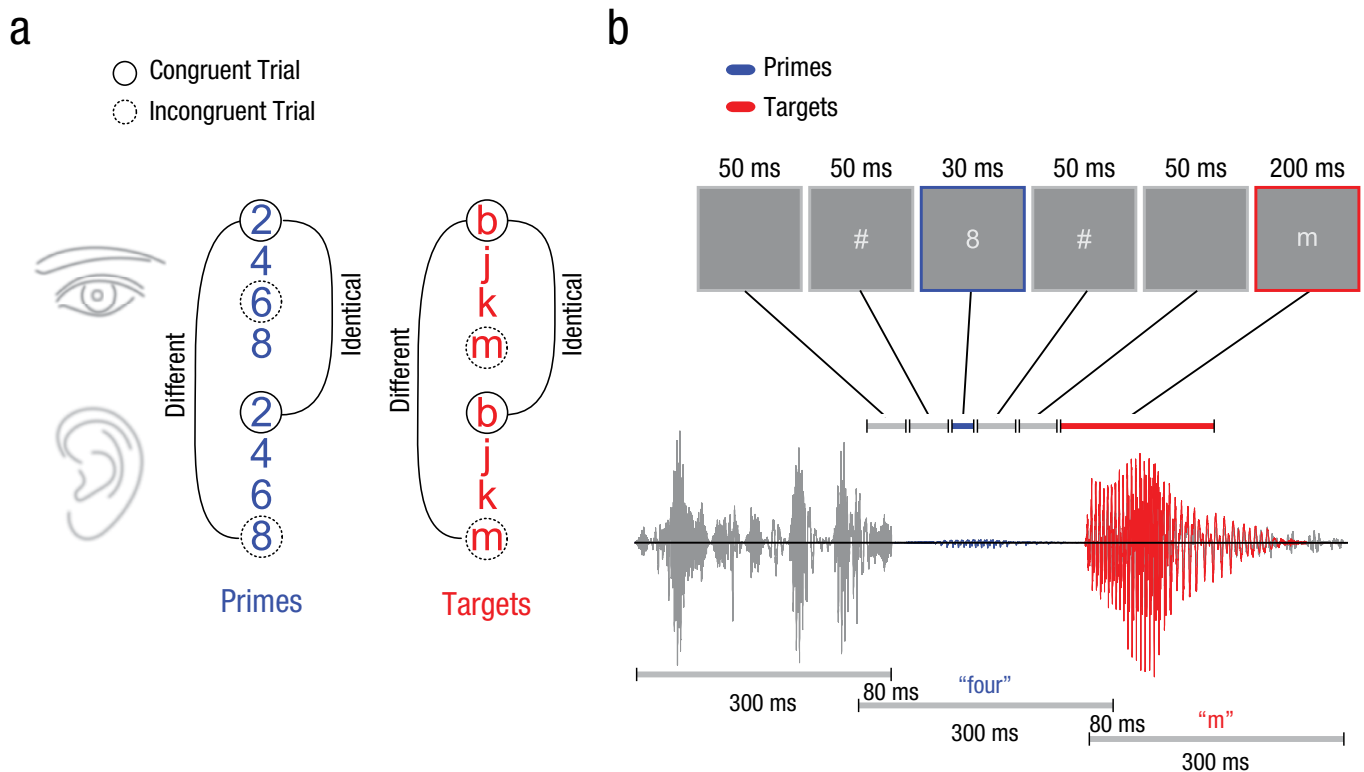 a
Congruent Trial
Incongruent Trial
2
4
6
8
2
4
6
8
Different
Identical
Primes
b
j
k
m
b
j
k
m
Different
Identical
Targets
b
Primes
Targets
50 ms
50 ms
30 ms
50 ms
50 ms
200 ms
#
8
#
m
300 ms
80 ms
"four"
300 ms
80 ms
"m"
300 ms